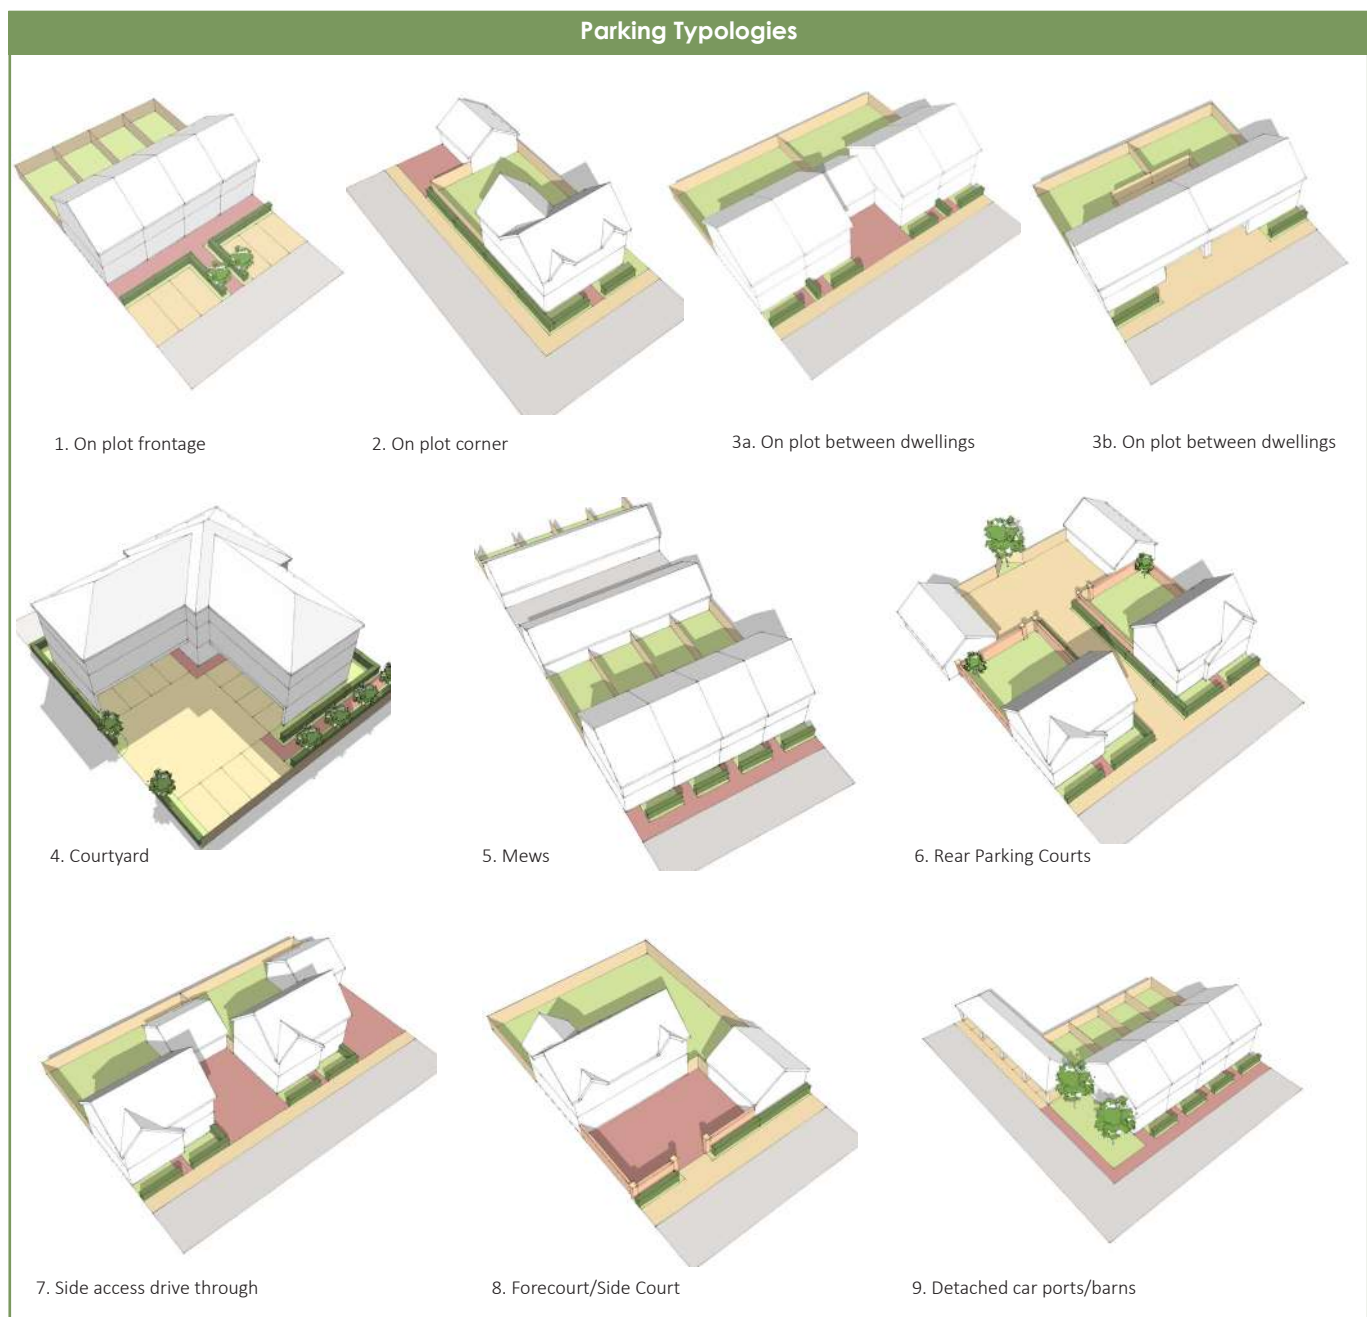 Parking Typologies
1. On plot frontage
2. On plot corner
3a. On plot between dwellings
3b. On plot between dwellings
4. Courtyard
5. Mews
6. Rear Parking Courts
7. Side access drive through
8. Forecourt/Side Court
9. Detached car ports/barns